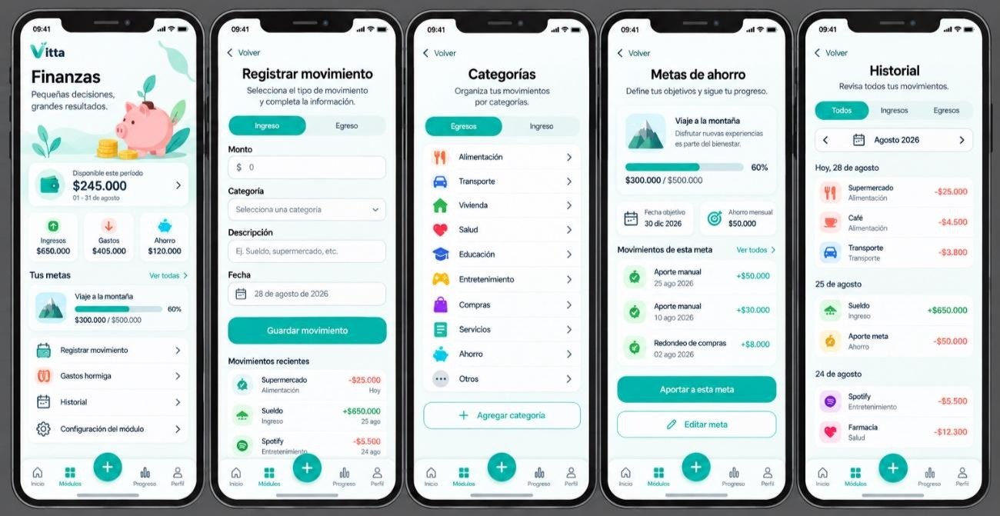 09:41
Vitta
Finanzas
Pequeñas decisiones,
grandes resultados.
Disponible este período
$245.000
01 - 31 de agosto
Ingresos
$650.000
Gastos
$405.000
Ahorro
$120.000
Tus metas
Ver todas
Viaje a la montaña
60%
$300.000 / $500.000
Registrar movimiento
Gastos hormiga
Historial
Configuración del módulo
Inicio
Módulos
Progreso
Perfil
09:41
Volver
Registrar movimiento
Selecciona el tipo de movimiento
y completa la información.
Ingreso
Egreso
Monto
$ 0
Categoría
Selecciona una categoría
Descripción
Ej. Sueldo, supermercado, etc.
Fecha
28 de agosto de 2026
Guardar movimiento
Movimientos recientes
Supermercado
-$25.000
Alimentación
Hoy
Sueldo
+$650.000
Ingreso
25 ago
Spotify
-$5.500
Entretenimiento
24 ago
Inicio
Módulos
Progreso
Perfil
09:41
Volver
Categorías
Organiza tus movimientos
por categorías.
Egresos
Ingreso
Alimentación
Transporte
Vivienda
Salud
Educación
Entretenimiento
Compras
Servicios
Ahorro
Otros
+ Agregar categoría
Inicio
Módulos
Progreso
Perfil
09:41
Volver
Metas de ahorro
Define tus objetivos y sigue tu progreso.
Viaje a la montaña
Disfrutar nuevas experiencias
es parte del bienestar.
60%
$300.000 / $500.000
Fecha objetivo
30 dic 2026
Ahorro mensual
$50.000
Movimientos de esta meta
Ver todos
Aporte manual
+$50.000
25 ago 2026
Aporte manual
+$30.000
10 ago 2026
Redondeo de compras
+$8.000
02 ago 2026
Aportar a esta meta
Editar meta
Inicio
Módulos
Progreso
Perfil
09:41
Volver
Historial
Revisa todos tus movimientos.
Todos
Ingresos
Egresos
Agosto 2026
Hoy, 28 de agosto
Supermercado
-$25.000
Alimentación
Café
-$4.500
Alimentación
Transporte
-$3.800
Transporte
25 de agosto
Sueldo
+$650.000
Ingreso
Aporte meta
-$50.000
Ahorro
24 de agosto
Spotify
-$5.500
Entretenimiento
Farmacia
-$12.300
Salud
Inicio
Módulos
Progreso
Perfil